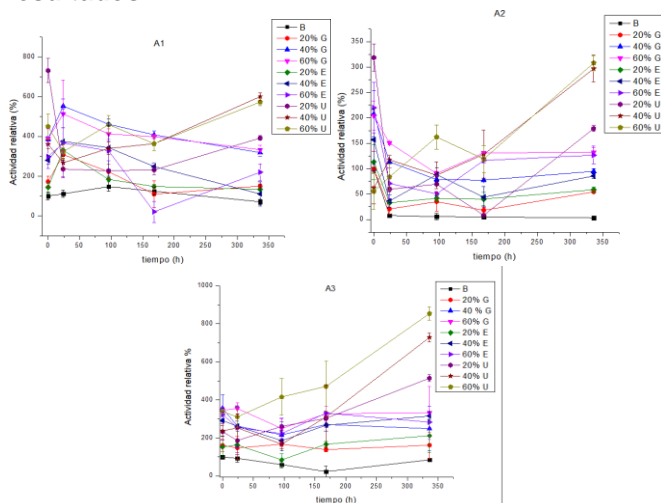 A1
Actividad relativa (%)
800
600
400
200
0
0 50 100 150 200 250 300 350
tiempo (h)
B
20% G
40% G
60% G
20% E
40% E
60% E
20% U
40% U
60% U
A2
Actividad relativa (%)
350
300
250
200
150
100
50
0
0 50 100 150 200 250 300 350
tiempo (h)
B
20% G
40% G
60% G
20% E
40% E
60% E
20% U
40% U
60% U
A3
Actividad relativa %
1000
800
600
400
200
0
0 50 100 150 200 250 300 350
tiempo (h)
B
20% G
40 % G
60% G
20% E
40% E
60% E
20% U
40% U
60% U